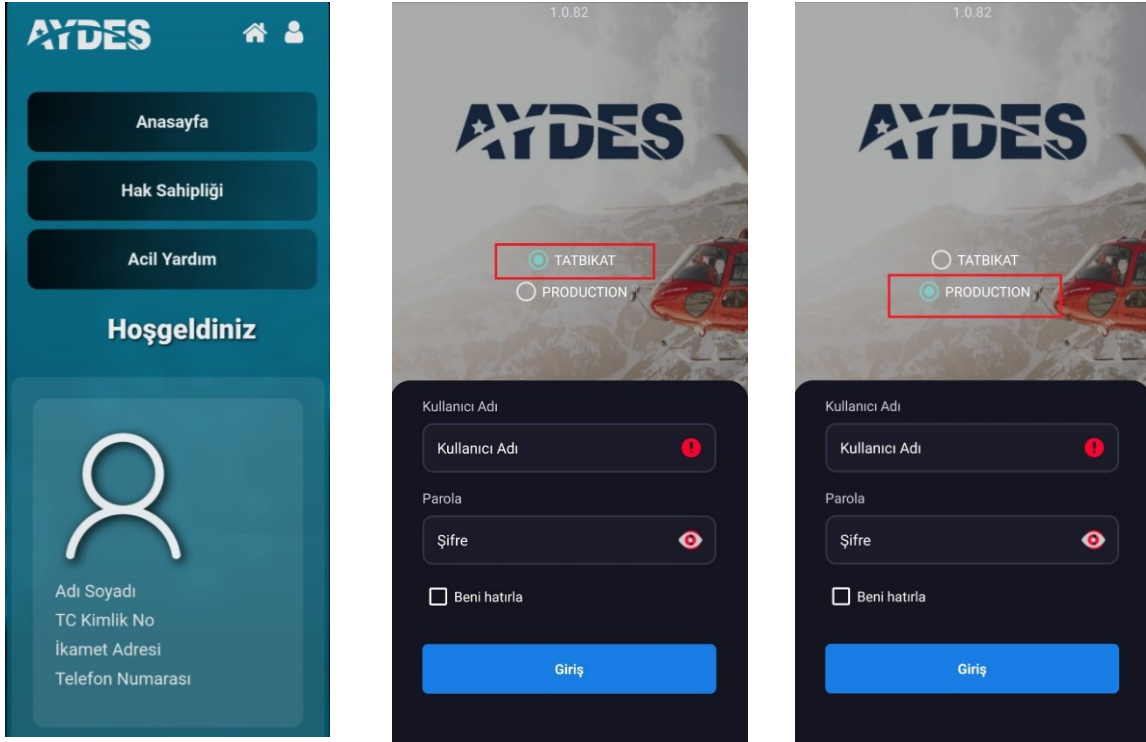 AYDES
Anasayfa
Hak Sahipliği
Acil Yardım
Hoşgeldiniz
Adı Soyadı
TC Kimlik No
İkamet Adresi
Telefon Numarası
1.0.82
AYDES
TATBIKAT
PRODUCTION
Kullanıcı Adı
Kullanıcı Adı
Parola
Şifre
Beni hatırla
Giriş
1.0.82
AYDES
TATBIKAT
PRODUCTION
Kullanıcı Adı
Kullanıcı Adı
Parola
Şifre
Beni hatırla
Giriş